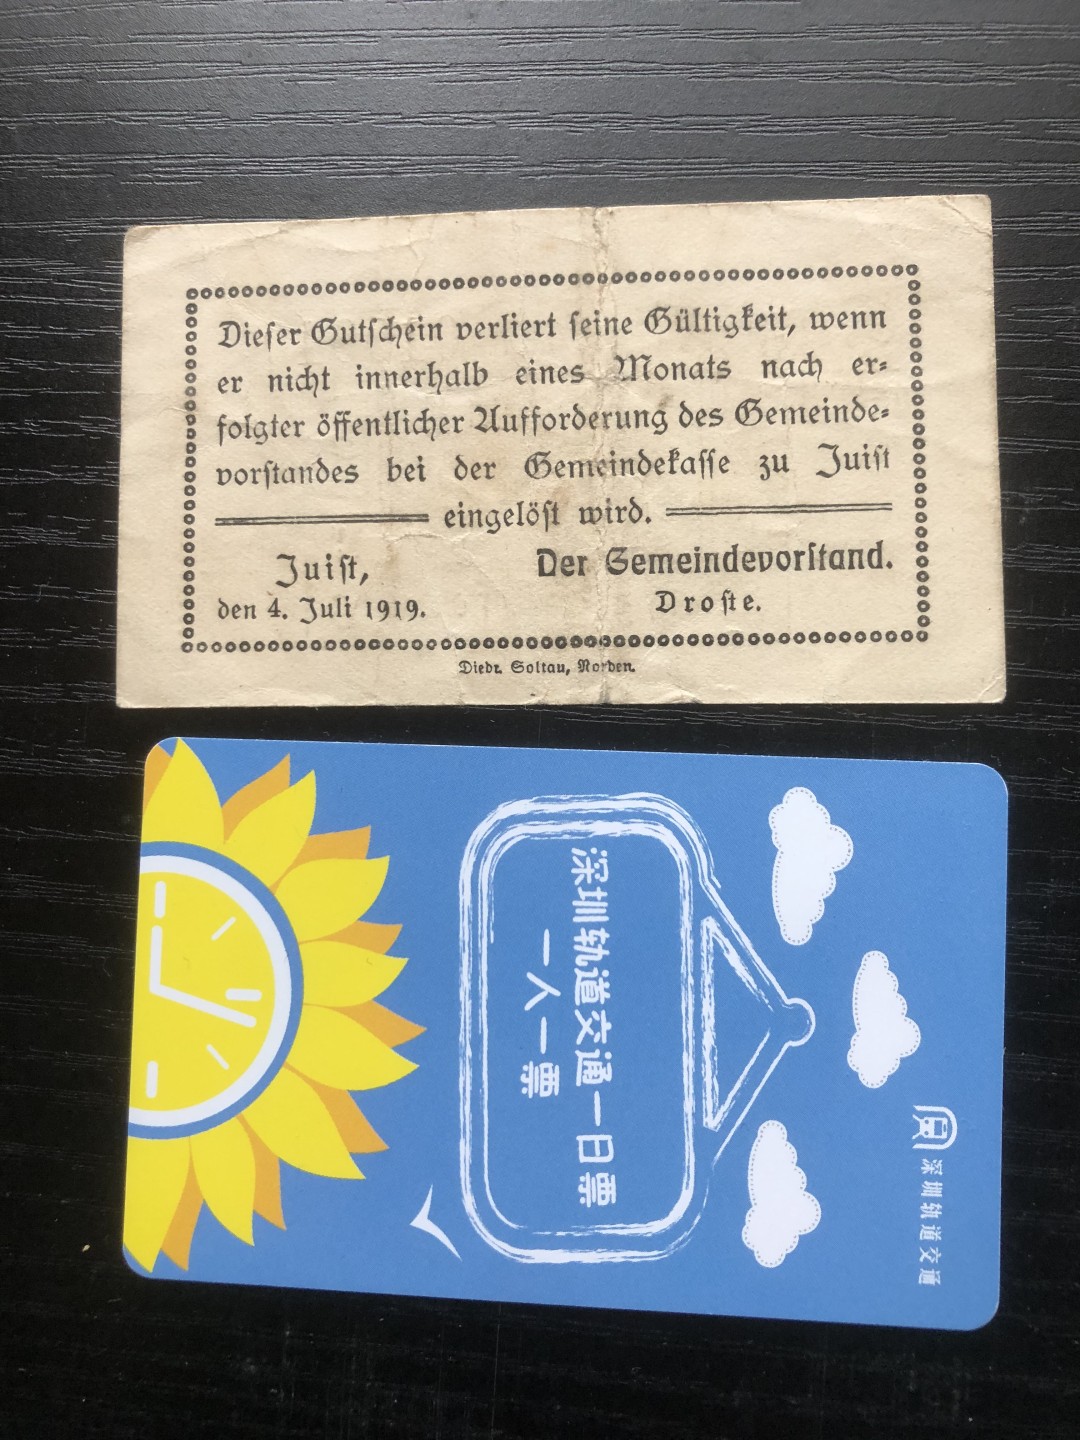 Dieser Gutschein verliert seine Gültigkeit, wenn
er nicht innerhalb eines Monats nach er-
folgter öffentlicher Aufforderung des Gemeinde-
vorstandes bei der Gemeindekasse zu Juist
eingelöst wird.
Juist,
den 4. Juli 1919.
Der Gemeindevorstand.
Droste.
Diedr. Soltau, Norden.
深圳轨道交通
深圳轨道交通一日票
一人一票